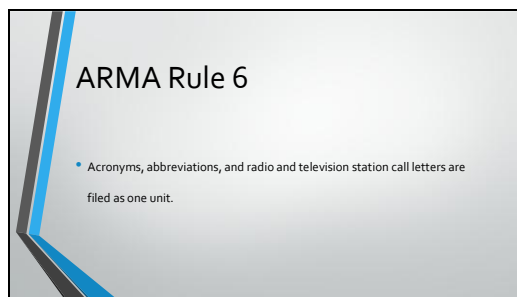 ARMA Rule 6
• Acronyms, abbreviations, and radio and television station call letters are
filed as one unit.